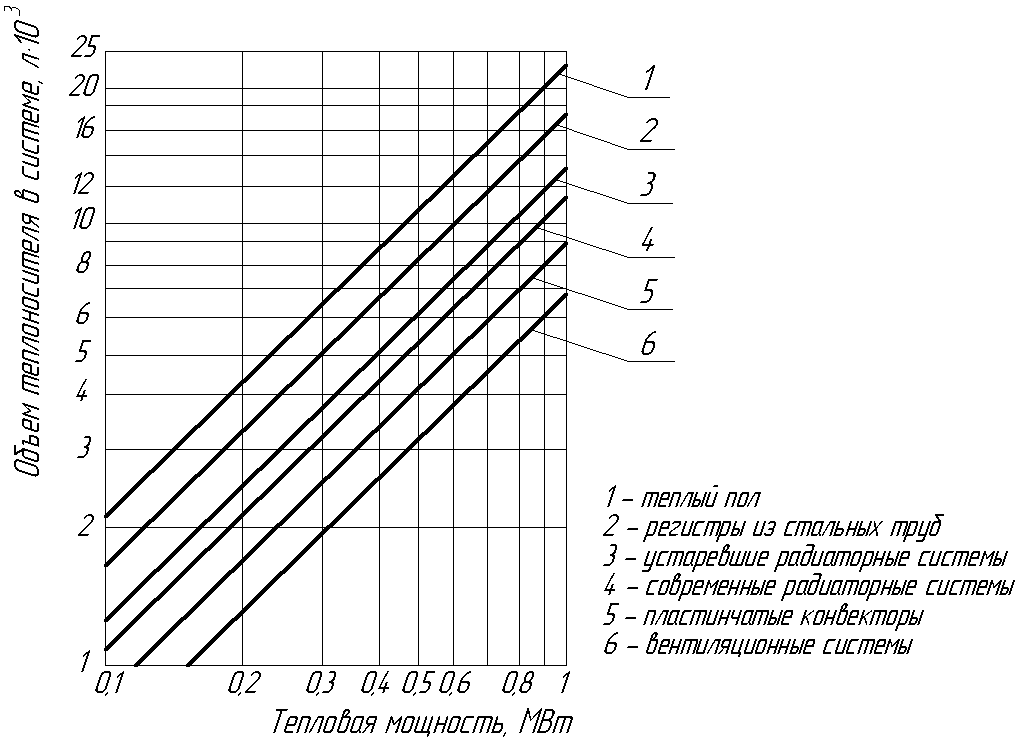 Объем теплоносителя в системе, л·10³
25
20
16
12
10
8
6
5
4
3
2
1
0,1 0,2 0,3 0,4 0,5 0,6 0,8 1
Тепловая мощность, МВт
1
2
3
4
5
6
1 – теплый пол
2 – регистры из стальных труб
3 – устаревшие радиаторные системы
4 – современные радиаторные системы
5 – пластинчатые конвекторы
6 – вентиляционные системы